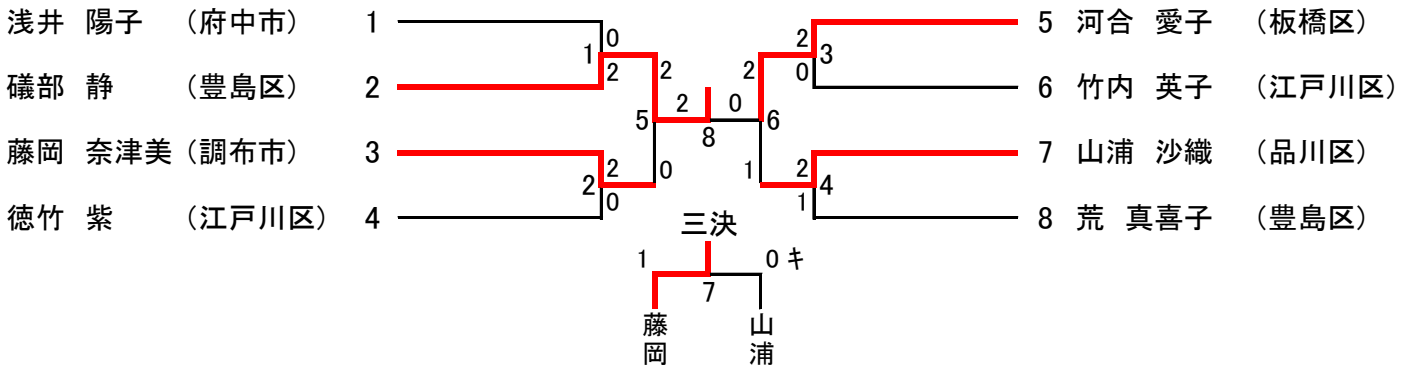 浅井 陽子 （府中市） 1
礒部 静 （豊島区） 2
藤岡 奈津美 （調布市） 3
徳竹 紫 （江戸川区） 4
0
1
2
2
5
2
2
0
0
2
8
0
2
6
1
2
3
0
2
4
1
5 河合 愛子 （板橋区）
6 竹内 英子 （江戸川区）
7 山浦 沙織 （品川区）
8 荒 真喜子 （豊島区）
三決
1
7
0 キ
藤岡
山浦